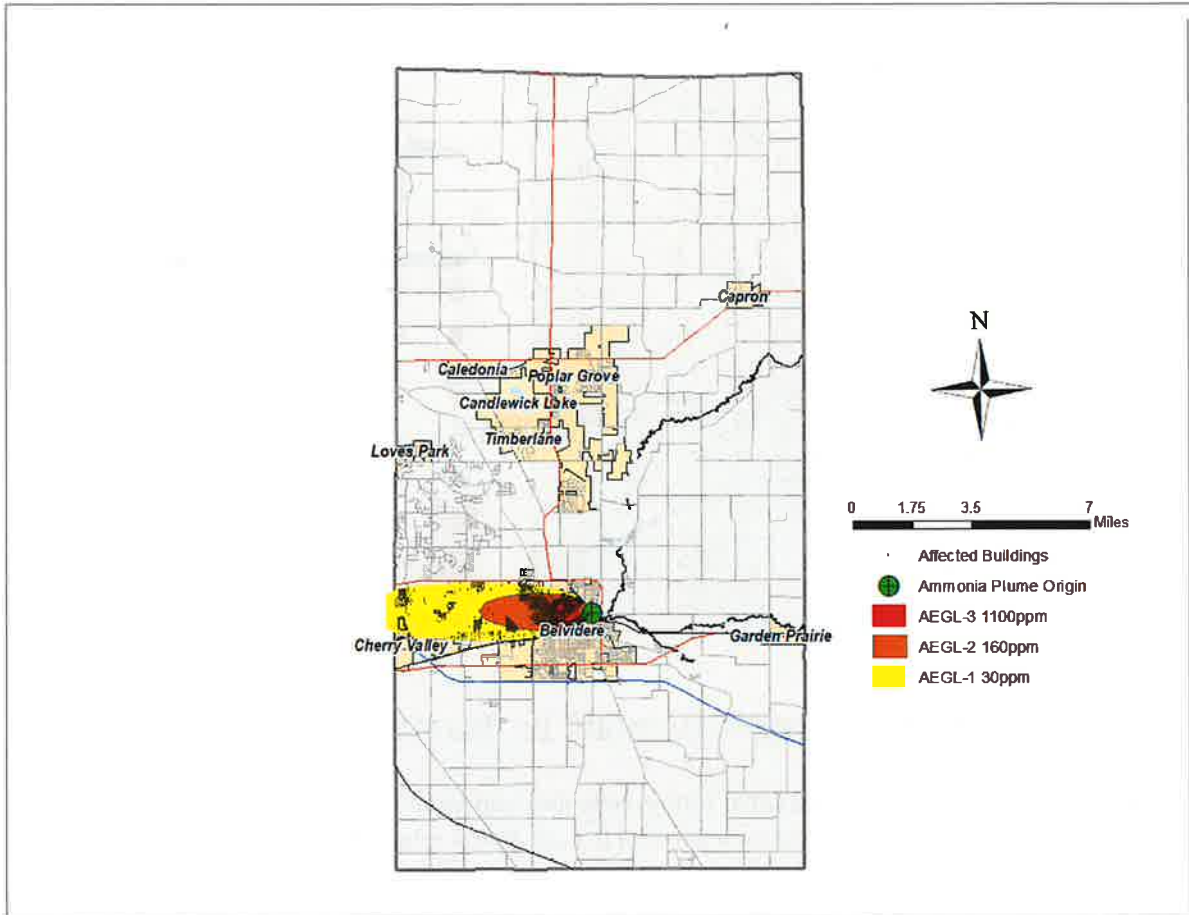 Capron
N
Caledonia
Poplar Grove
Candlewick Lake
Timberlane
Loves Park
0 1.75 3.5 7
Miles
Affected Buildings
Ammonia Plume Origin
AEGL-3 1100ppm
Belvidere
Garden Prairie
Cherry Valley
AEGL-2 160ppm
AEGL-1 30ppm